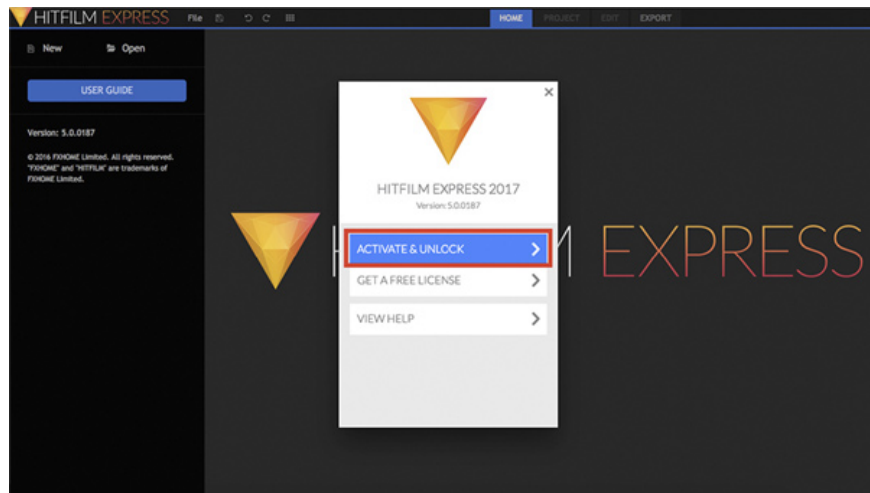 HITFILM EXPRESS File HOME PROJECT EDIT EXPORT
New Open
USER GUIDE
Version: 5.0.0187
© 2016 FXHOME Limited. All rights reserved.
"FXHOME" and "HITFILM" are trademarks of
FXHOME Limited.
HITFILM EXPRESS 2017
Version: 5.0.0187
ACTIVATE & UNLOCK
GET A FREE LICENSE
VIEW HELP
EXPRESS